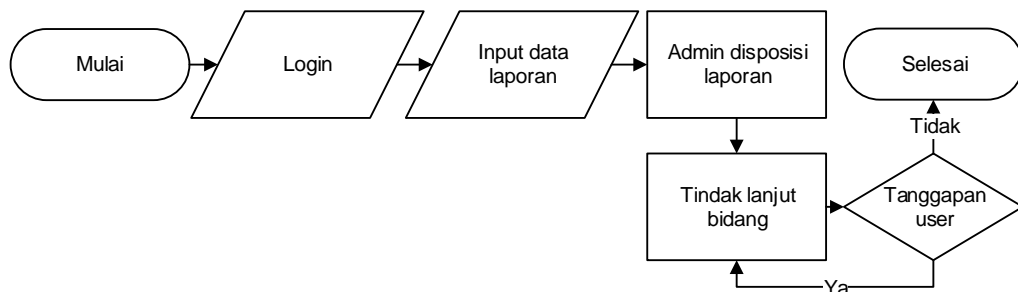 Mulai
Login
Input data
laporan
Admin disposisi
laporan
Selesai
Tidak
Tindak lanjut
bidang
Tanggapan
user
Ya